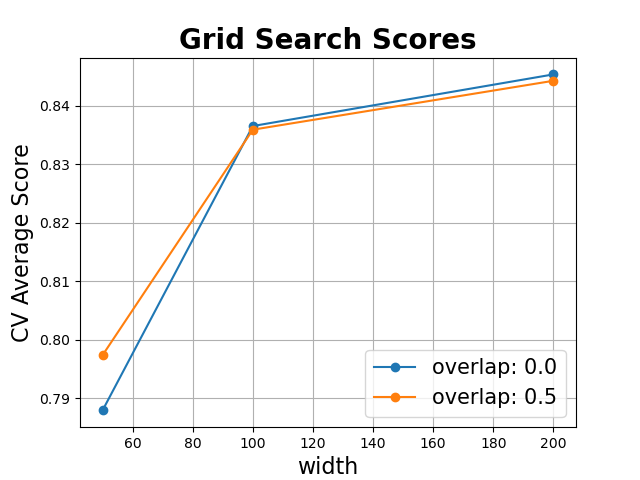 Grid Search Scores
CV Average Score
0.84
0.83
0.82
0.81
0.80
0.79
60 80 100 120 140 160 180 200
width
overlap: 0.0
overlap: 0.5